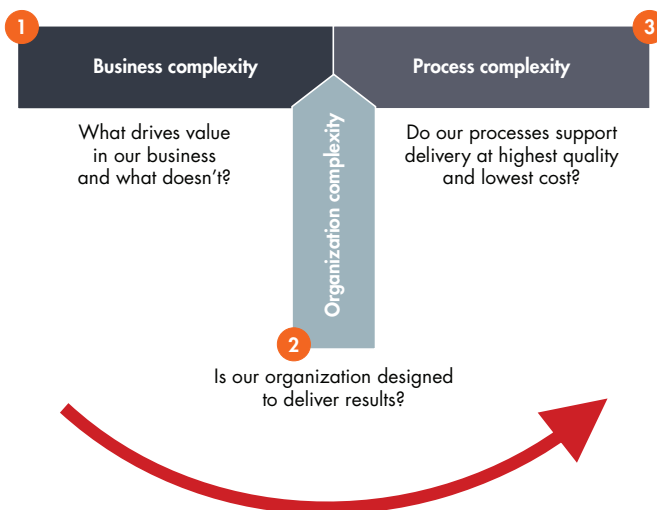 1
Business complexity
What drives value
in our business
and what doesn't?
2
Organization complexity
Is our organization designed
to deliver results?
3
Process complexity
Do our processes support
delivery at highest quality
and lowest cost?